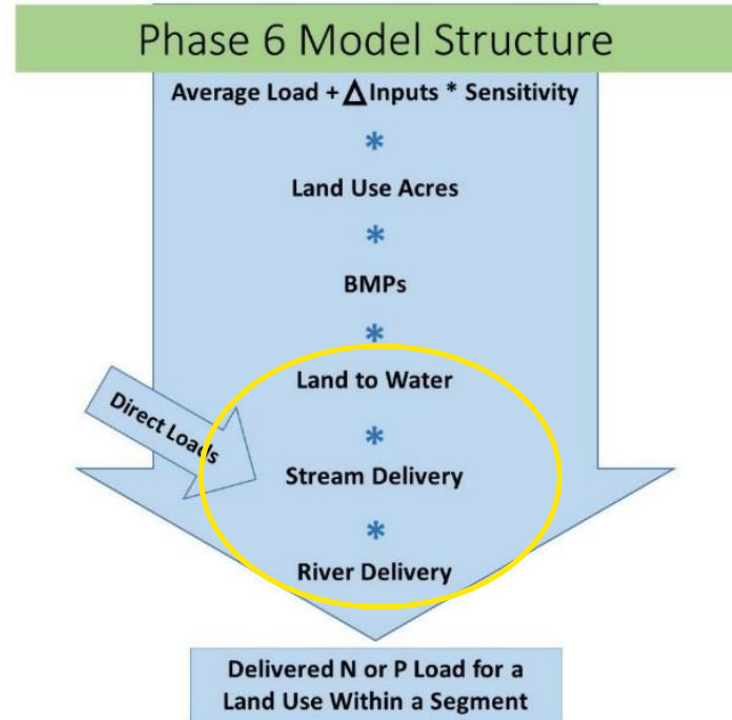 Phase 6 Model Structure
Average Load + Δ Inputs * Sensitivity
*
Land Use Acres
*
BMPs
*
Land to Water
Direct Loads
*
Stream Delivery
*
River Delivery
Delivered N or P Load for a
Land Use Within a Segment